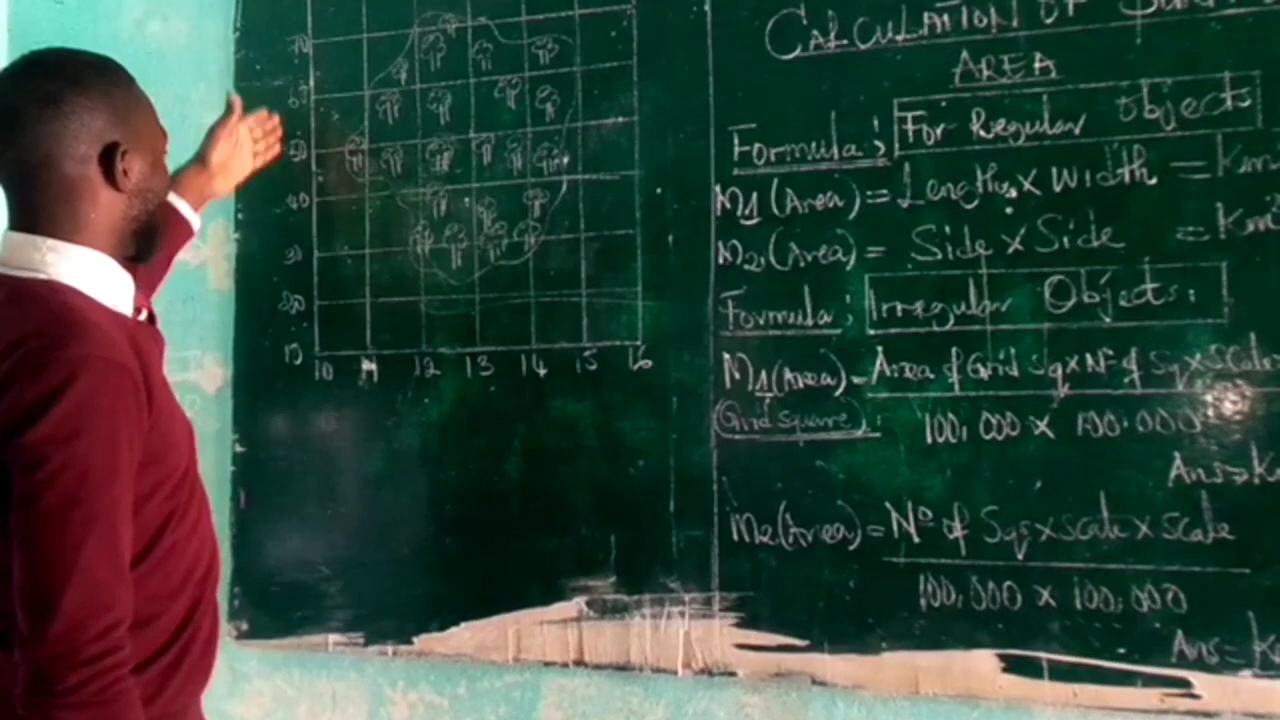 70
60
50
40
30
20
10
10 11 12 13 14 15 16
CALCULATION OF
AREA
Formula; For Regular Objects
M1 (Area) = Length x Width = Km
M2 (Area) = Side x Side = Km²
Formula; Irregular Objects:
M1 (Area) = Area of Grid Sq x Nº of Sq x Scale
(Grid square) 100,000 x 100,000
Ans =
M2 (Area) = Nº of Sqs x scale x scale
100,000 x 100,000
Ans =